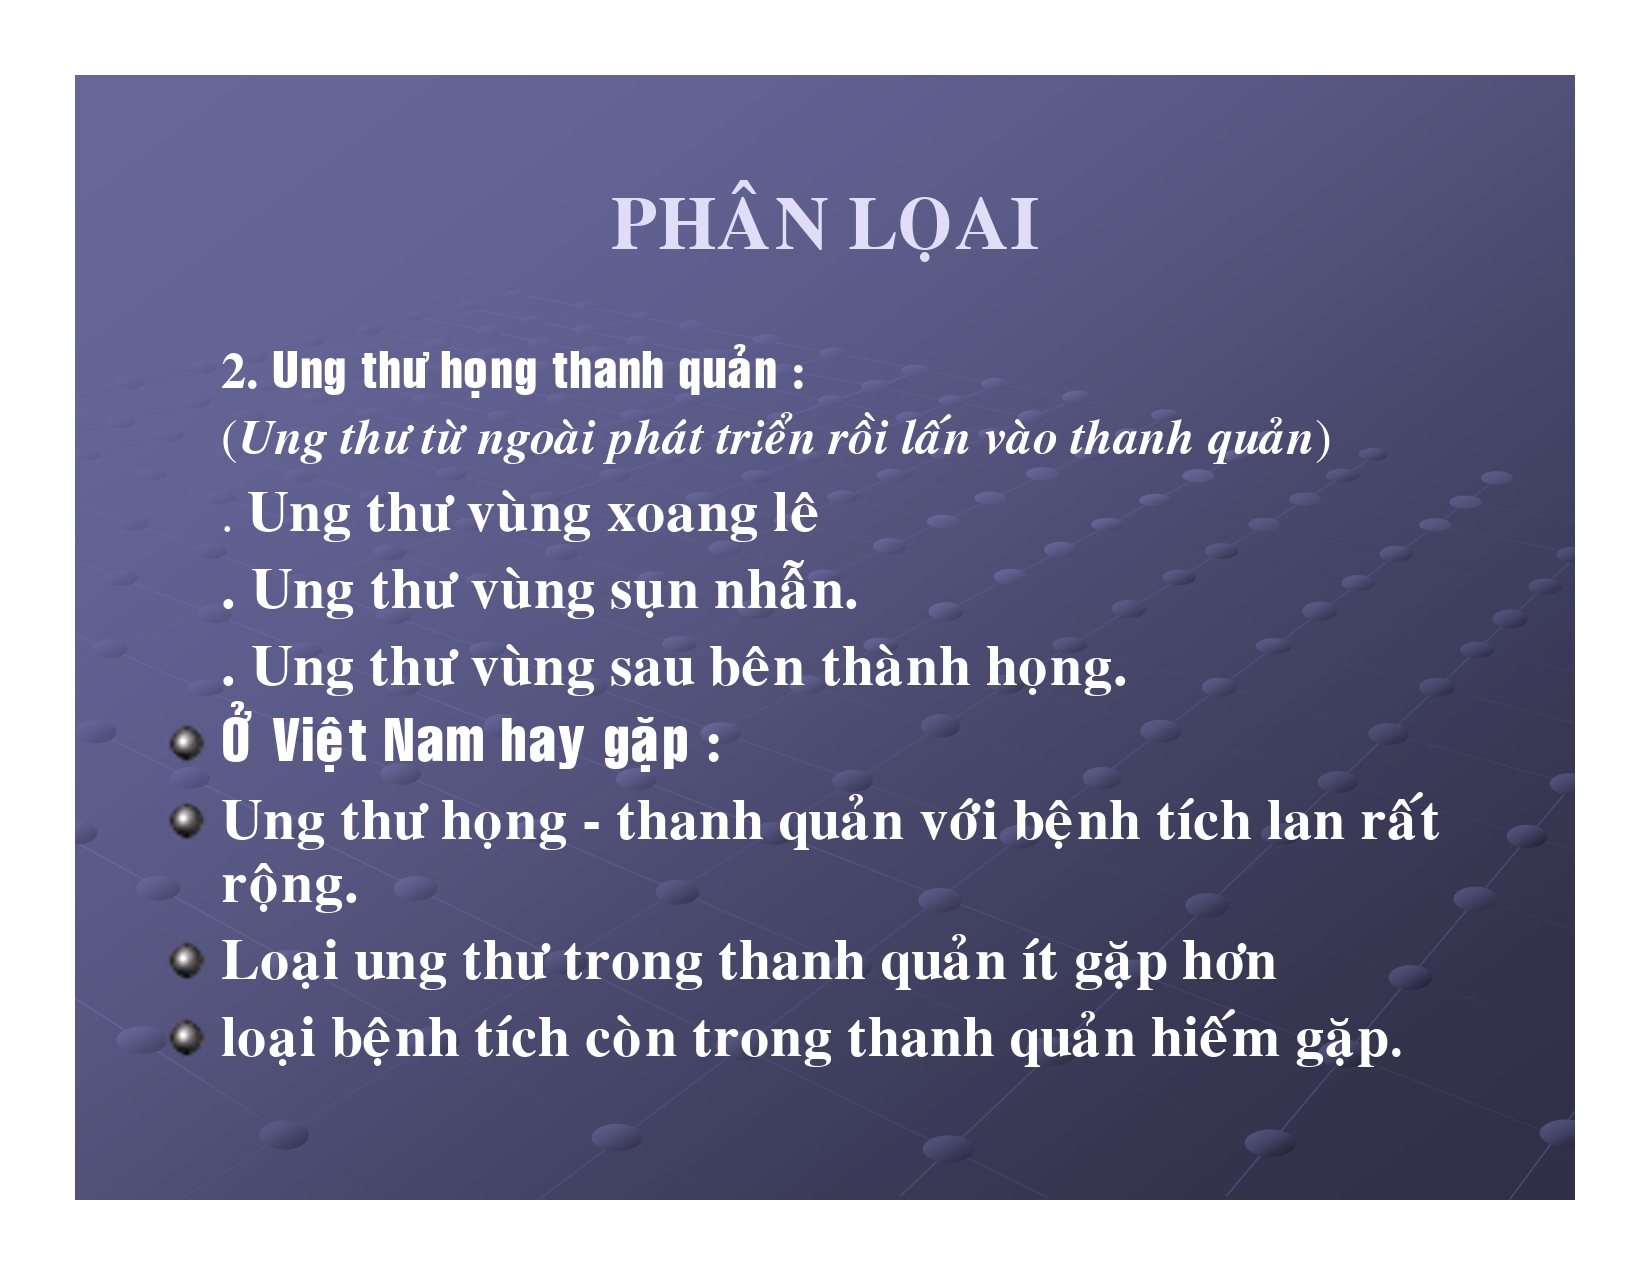 PHÂN LỌAI
2. Ung thư họng thanh quản :
(Ung thư từ ngoài phát triển rồi lấn vào thanh quản)
. Ung thư vùng xoang lê
. Ung thư vùng sụn nhẫn.
. Ung thư vùng sau bên thành họng.
Ở Việt Nam hay gặp :
Ung thư họng - thanh quản với bệnh tích lan rất
rộng.
Loại ung thư trong thanh quản ít gặp hơn
loại bệnh tích còn trong thanh quản hiếm gặp.